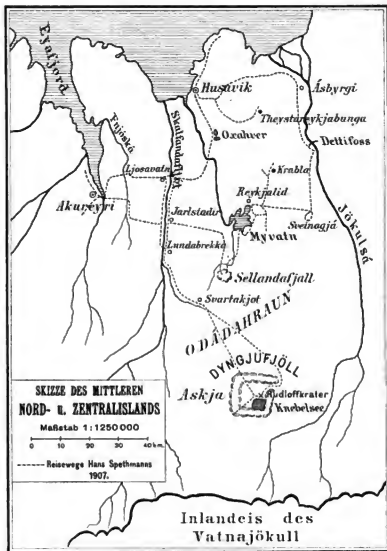 Eyjafjord
Húsavik
Ásbyrgi
Fnjóská
Skalfandafljót
Theystareykjabunga
Oxahver
Dettifoss
Ljosavatn
Krabla
Reykjalid
Akureyri
Jarlstadir
Sveinagjá
Myvatn
Jökulsá
Lundabrekka
Sellandafjall
Svartakjot
ODÁDAHRAUN
DYNGJUFJÖLL
Askja
Rudloffkrater
Knebelsee
SKIZZE DES MITTLEREN
NORD- u. ZENTRALISLANDS
Maßstab 1:1250000
0 10 20 30 40 km.
Reisewege Hans Spethmanns
1907.
Inlandeis des
Vatnajökull